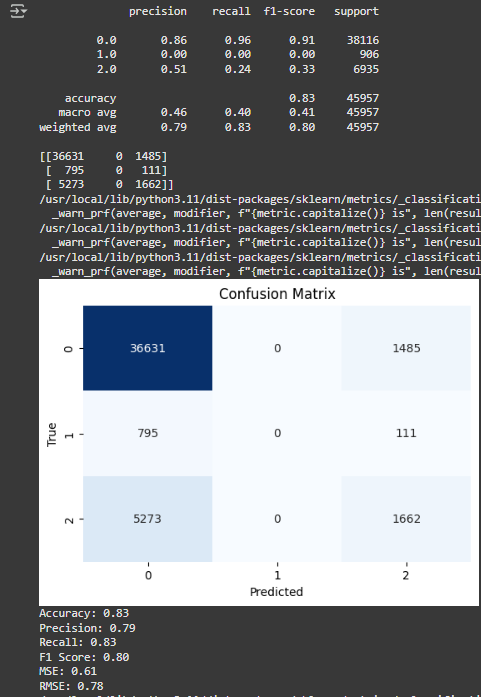 precision recall f1-score support
0.0 0.86 0.96 0.91 38116
1.0 0.00 0.00 0.00 906
2.0 0.51 0.24 0.33 6935
accuracy 0.83 45957
macro avg 0.46 0.40 0.41 45957
weighted avg 0.79 0.83 0.80 45957
[[36631 0 1485]
[ 795 0 111]
[ 5273 0 1662]]
/usr/local/lib/python3.11/dist-packages/sklearn/metrics/_classificati
_warn_prf(average, modifier, f"{metric.capitalize()} is", len(resul
/usr/local/lib/python3.11/dist-packages/sklearn/metrics/_classificati
_warn_prf(average, modifier, f"{metric.capitalize()} is", len(resul
/usr/local/lib/python3.11/dist-packages/sklearn/metrics/_classificati
_warn_prf(average, modifier, f"{metric.capitalize()} is", len(resul
Confusion Matrix
0 36631 0 1485
True
1 795 0 111
2 5273 0 1662
0 1 2
Predicted
Accuracy: 0.83
Precision: 0.79
Recall: 0.83
F1 Score: 0.80
MSE: 0.61
RMSE: 0.78